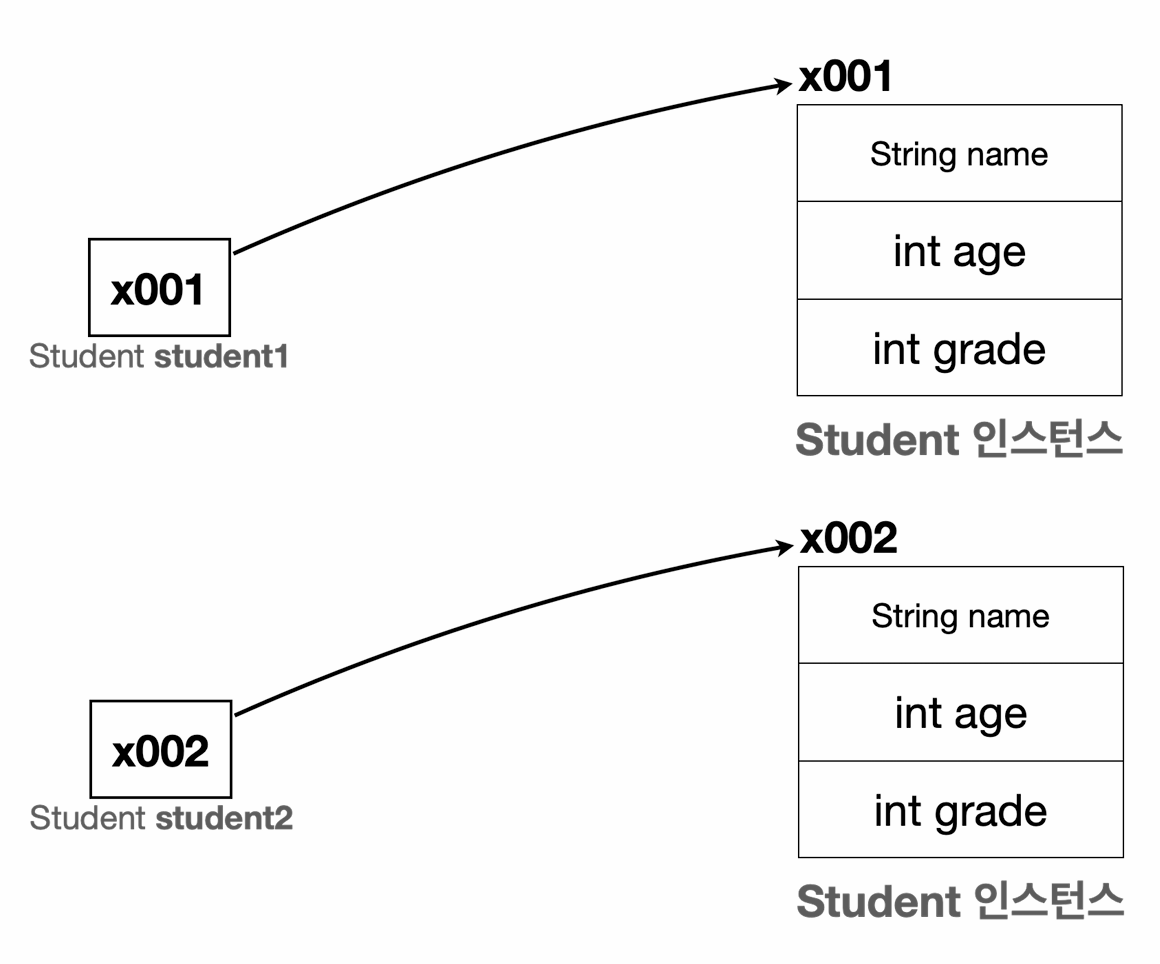 x001
String name
int age
int grade
Student 인스턴스
x001
Student student1
x002
String name
int age
int grade
Student 인스턴스
x002
Student student2